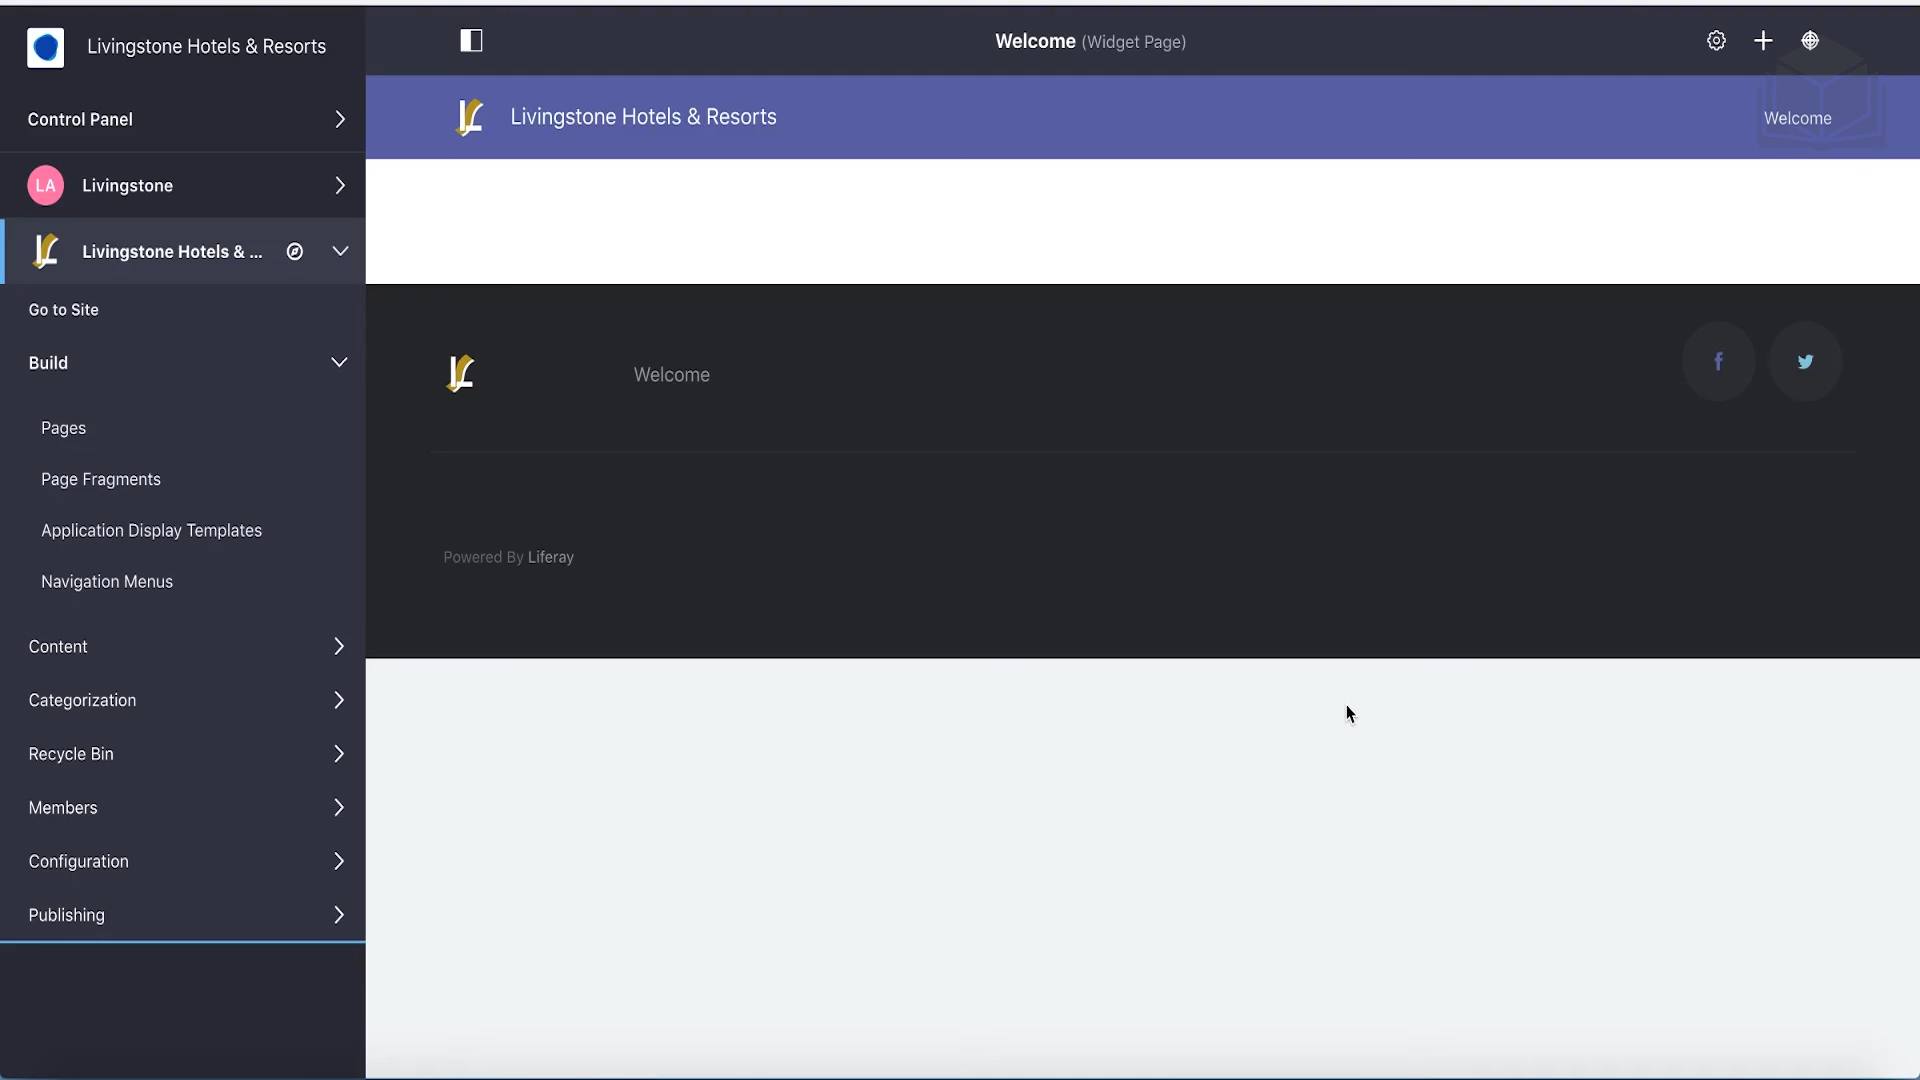 Livingstone Hotels & Resorts
Control Panel
LA Livingstone
Livingstone Hotels & ...
Go to Site
Build
Pages
Page Fragments
Application Display Templates
Navigation Menus
Content
Categorization
Recycle Bin
Members
Configuration
Publishing
Welcome (Widget Page)
Livingstone Hotels & Resorts
Welcome
Welcome
Powered By Liferay